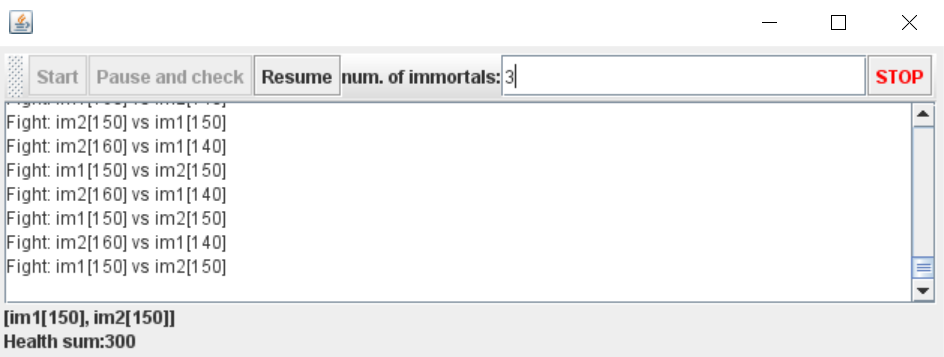 Start Pause and check Resume num. of immortals: 3 STOP
Fight: im2[150] vs im1[150]
Fight: im2[160] vs im1[140]
Fight: im1[150] vs im2[150]
Fight: im2[160] vs im1[140]
Fight: im1[150] vs im2[150]
Fight: im2[160] vs im1[140]
Fight: im1[150] vs im2[150]
[im1[150], im2[150]]
Health sum:300